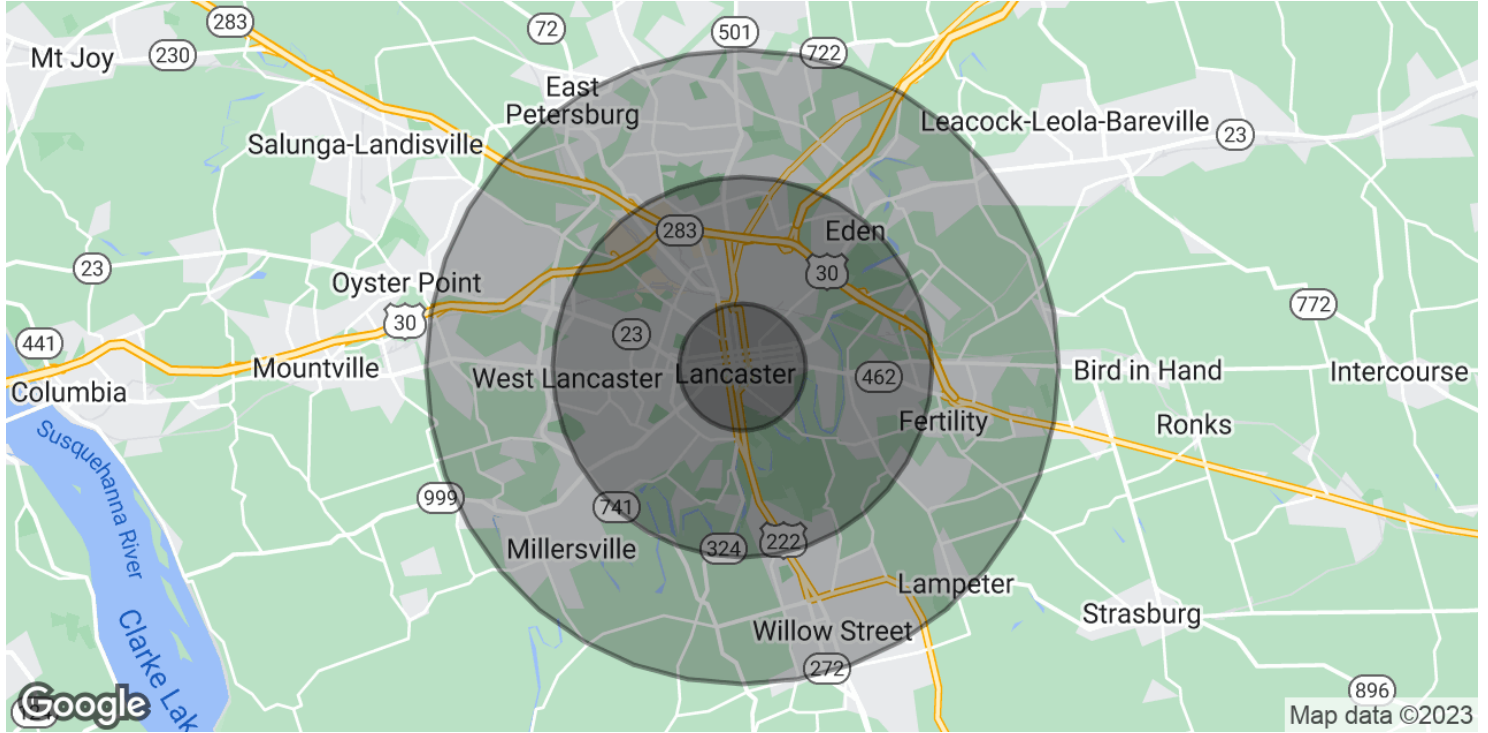 283
72
501
722
Mt Joy
230
East
Petersburg
Leacock-Leola-Bareville
23
Salunga-Landisville
283
Eden
23
Oyster Point
30
30
772
441
23
Mountville
West Lancaster
Lancaster
462
Bird in Hand
Intercourse
Columbia
Fertility
Ronks
Susquehanna River
999
741
Millersville
324
222
Lampeter
Strasburg
Clarke Lak
Willow Street
272
896
Google
Map data ©2023